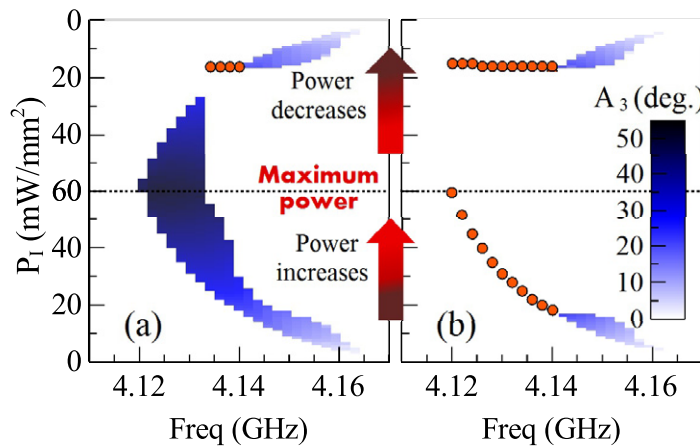 0
20
40
60
40
20
0
P_I (mW/mm²)
4.12
4.14
4.16
Freq (GHz)
(a)
Power
decreases
Maximum
power
Power
increases
A ₃ (deg.)
50
40
30
20
10
0
(b)
4.12
4.14
4.16
Freq (GHz)